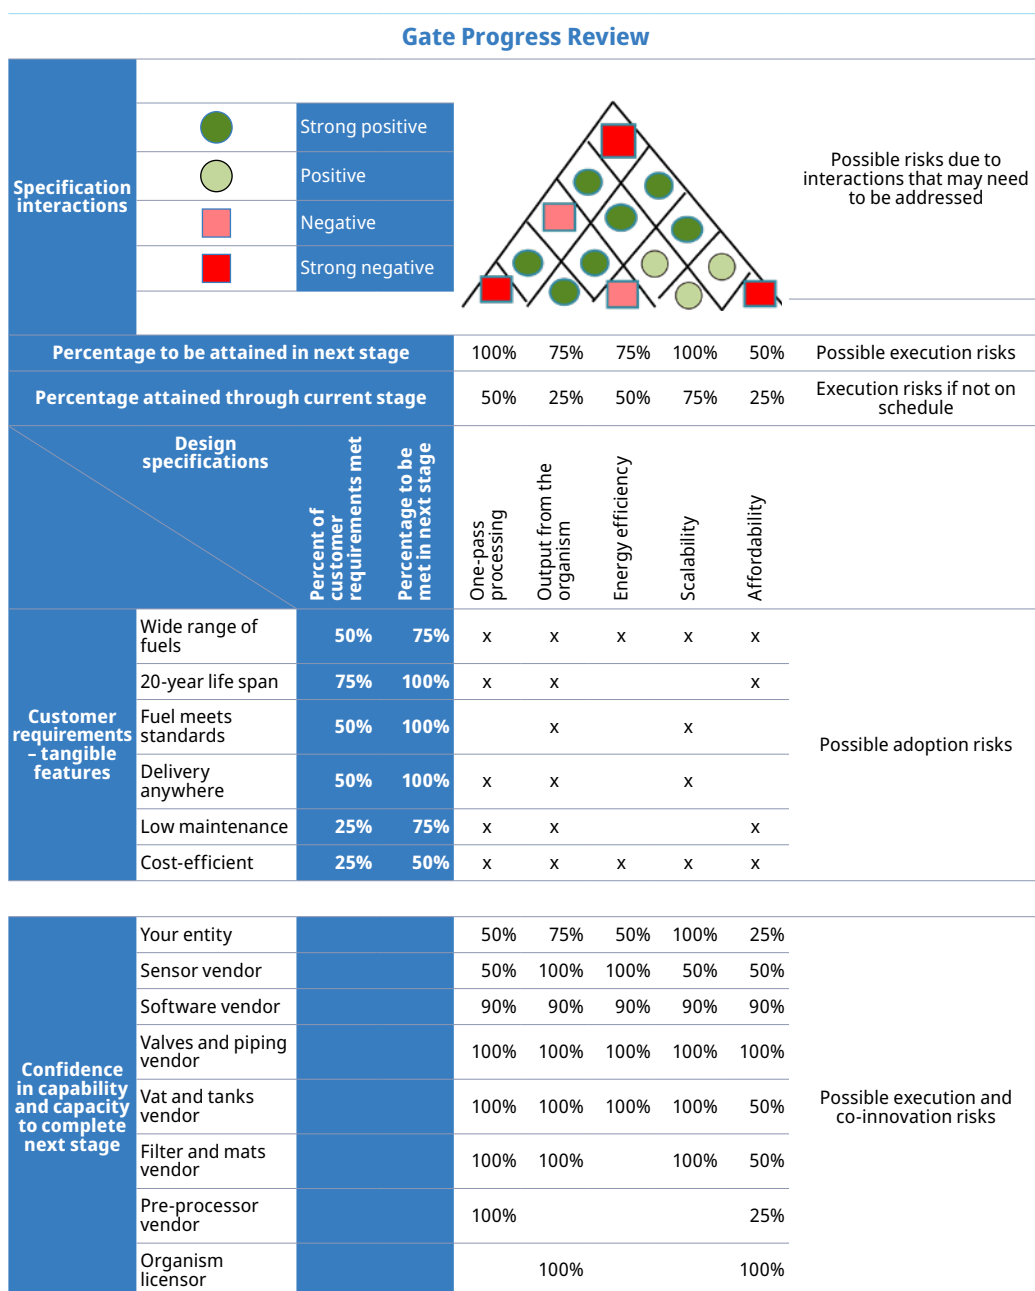 Gate Progress Review
Specification
interactions
Strong positive
Positive
Negative
Strong negative
Possible risks due to
interactions that may need
to be addressed
Percentage to be attained in next stage 100% 75% 75% 100% 50% Possible execution risks
Percentage attained through current stage 50% 25% 50% 75% 25% Execution risks if not on
schedule
Design
specifications
Percent of
customer
requirements met
Percentage to be
met in next stage
One-pass
processing
Output from the
organism
Energy efficiency
Scalability
Affordability
Customer
requirements
– tangible
features
Wide range of
fuels
50% 75% x x x x x
20-year life span 75% 100% x x x
Fuel meets
standards
50% 100% x x
Delivery
anywhere
50% 100% x x x
Low maintenance 25% 75% x x x
Cost-efficient 25% 50% x x x x x
Possible adoption risks
Confidence
in capability
and capacity
to complete
next stage
Your entity 50% 75% 50% 100% 25%
Sensor vendor 50% 100% 100% 50% 50%
Software vendor 90% 90% 90% 90% 90%
Valves and piping
vendor
100% 100% 100% 100% 100%
Vat and tanks
vendor
100% 100% 100% 100% 50%
Filter and mats
vendor
100% 100% 100% 50%
Pre-processor
vendor
100% 25%
Organism
licensor
100% 100%
Possible execution and
co-innovation risks